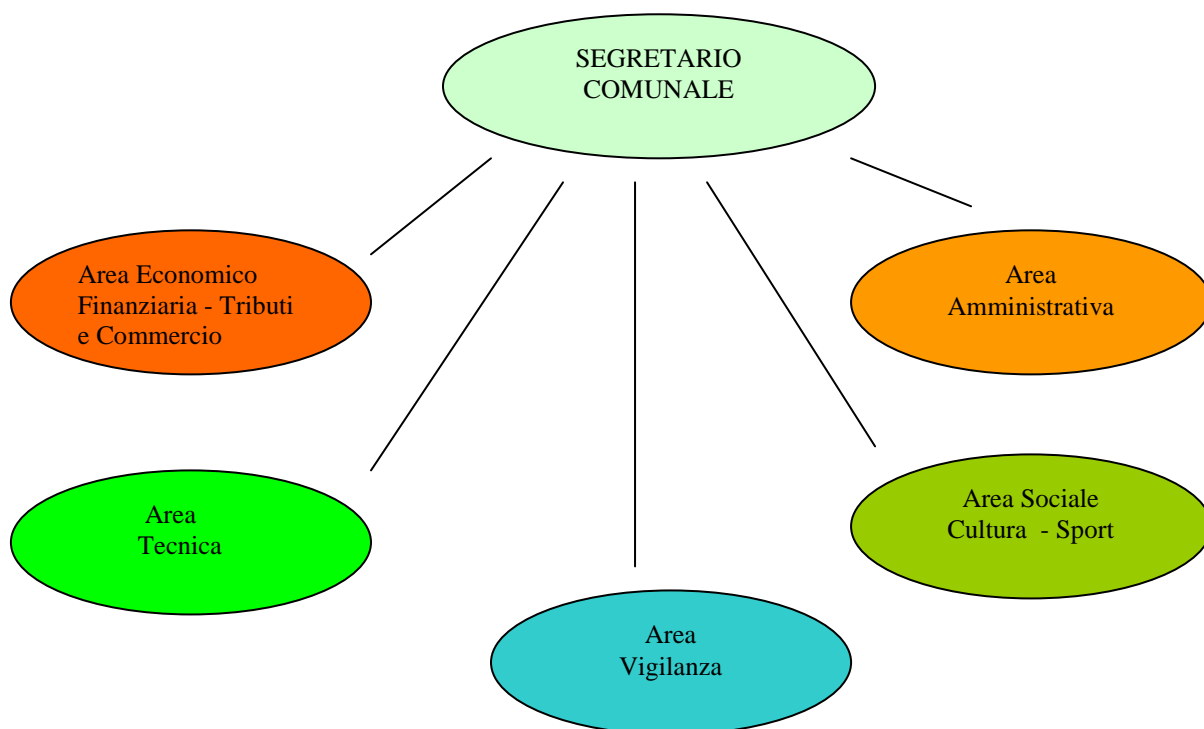 SEGRETARIO
COMUNALE
Area Economico
Finanziaria - Tributi
e Commercio
Area
Amministrativa
Area
Tecnica
Area Sociale
Cultura  - Sport
Area
Vigilanza